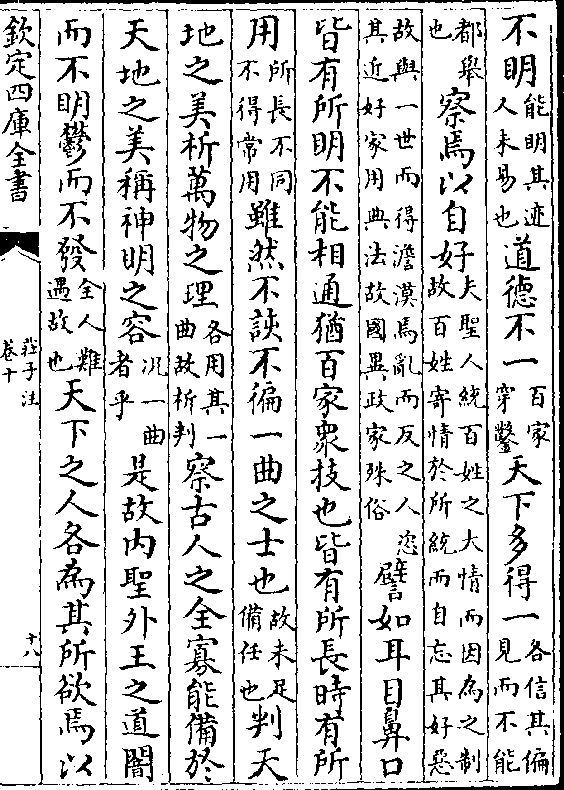 不明能明其迹人未易也道德不一百家穿鑿天下多得一各信其偏見而不能
都舉也察焉以自好夫聖人統百姓之大情而因為之制故百姓寄情於所統而自忘其好惡
故與一世而得澹漠焉亂而反之人恣其近好家用典法故國異政家殊俗譬如耳目鼻口
皆有所明不能相通猶百家衆技也皆有所長時有所
用所長不同不得常用雖然不該不徧一曲之士也故未足備任也判天
地之美析萬物之理各用其一曲故析判察古人之全寡能備於
天地之美稱神明之容况一曲者乎是故内聖外王之道闇
而不明鬱而不發全人難遇故也天下之人各為其所欲焉以
欽定四庫全書
莊子注
卷十
十八